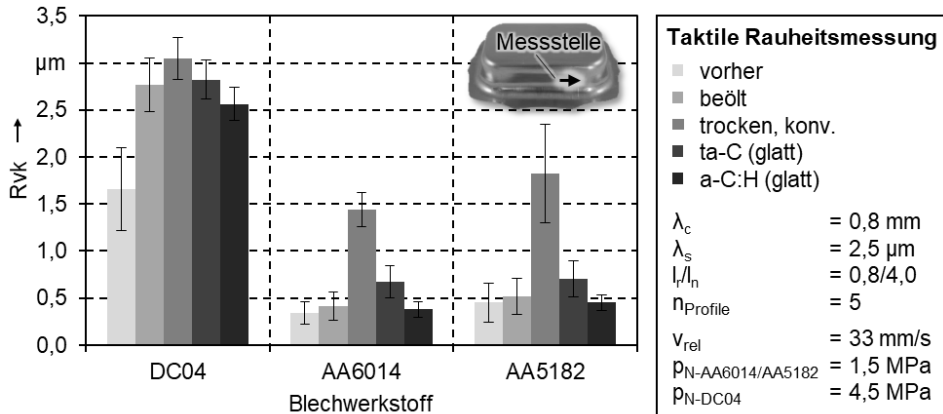 3,5
µm
2,5
2,0
1,5
1,0
0,5
0,0
Rvk →
Messstelle
DC04 AA6014 AA5182
Blechwerkstoff
Taktile Rauheitsmessung
vorher
beölt
trocken, konv.
ta-C (glatt)
a-C:H (glatt)
λc = 0,8 mm
λs = 2,5 µm
lr/ln = 0,8/4,0
nProfile = 5
vrel = 33 mm/s
pN-AA6014/AA5182 = 1,5 MPa
pN-DC04 = 4,5 MPa